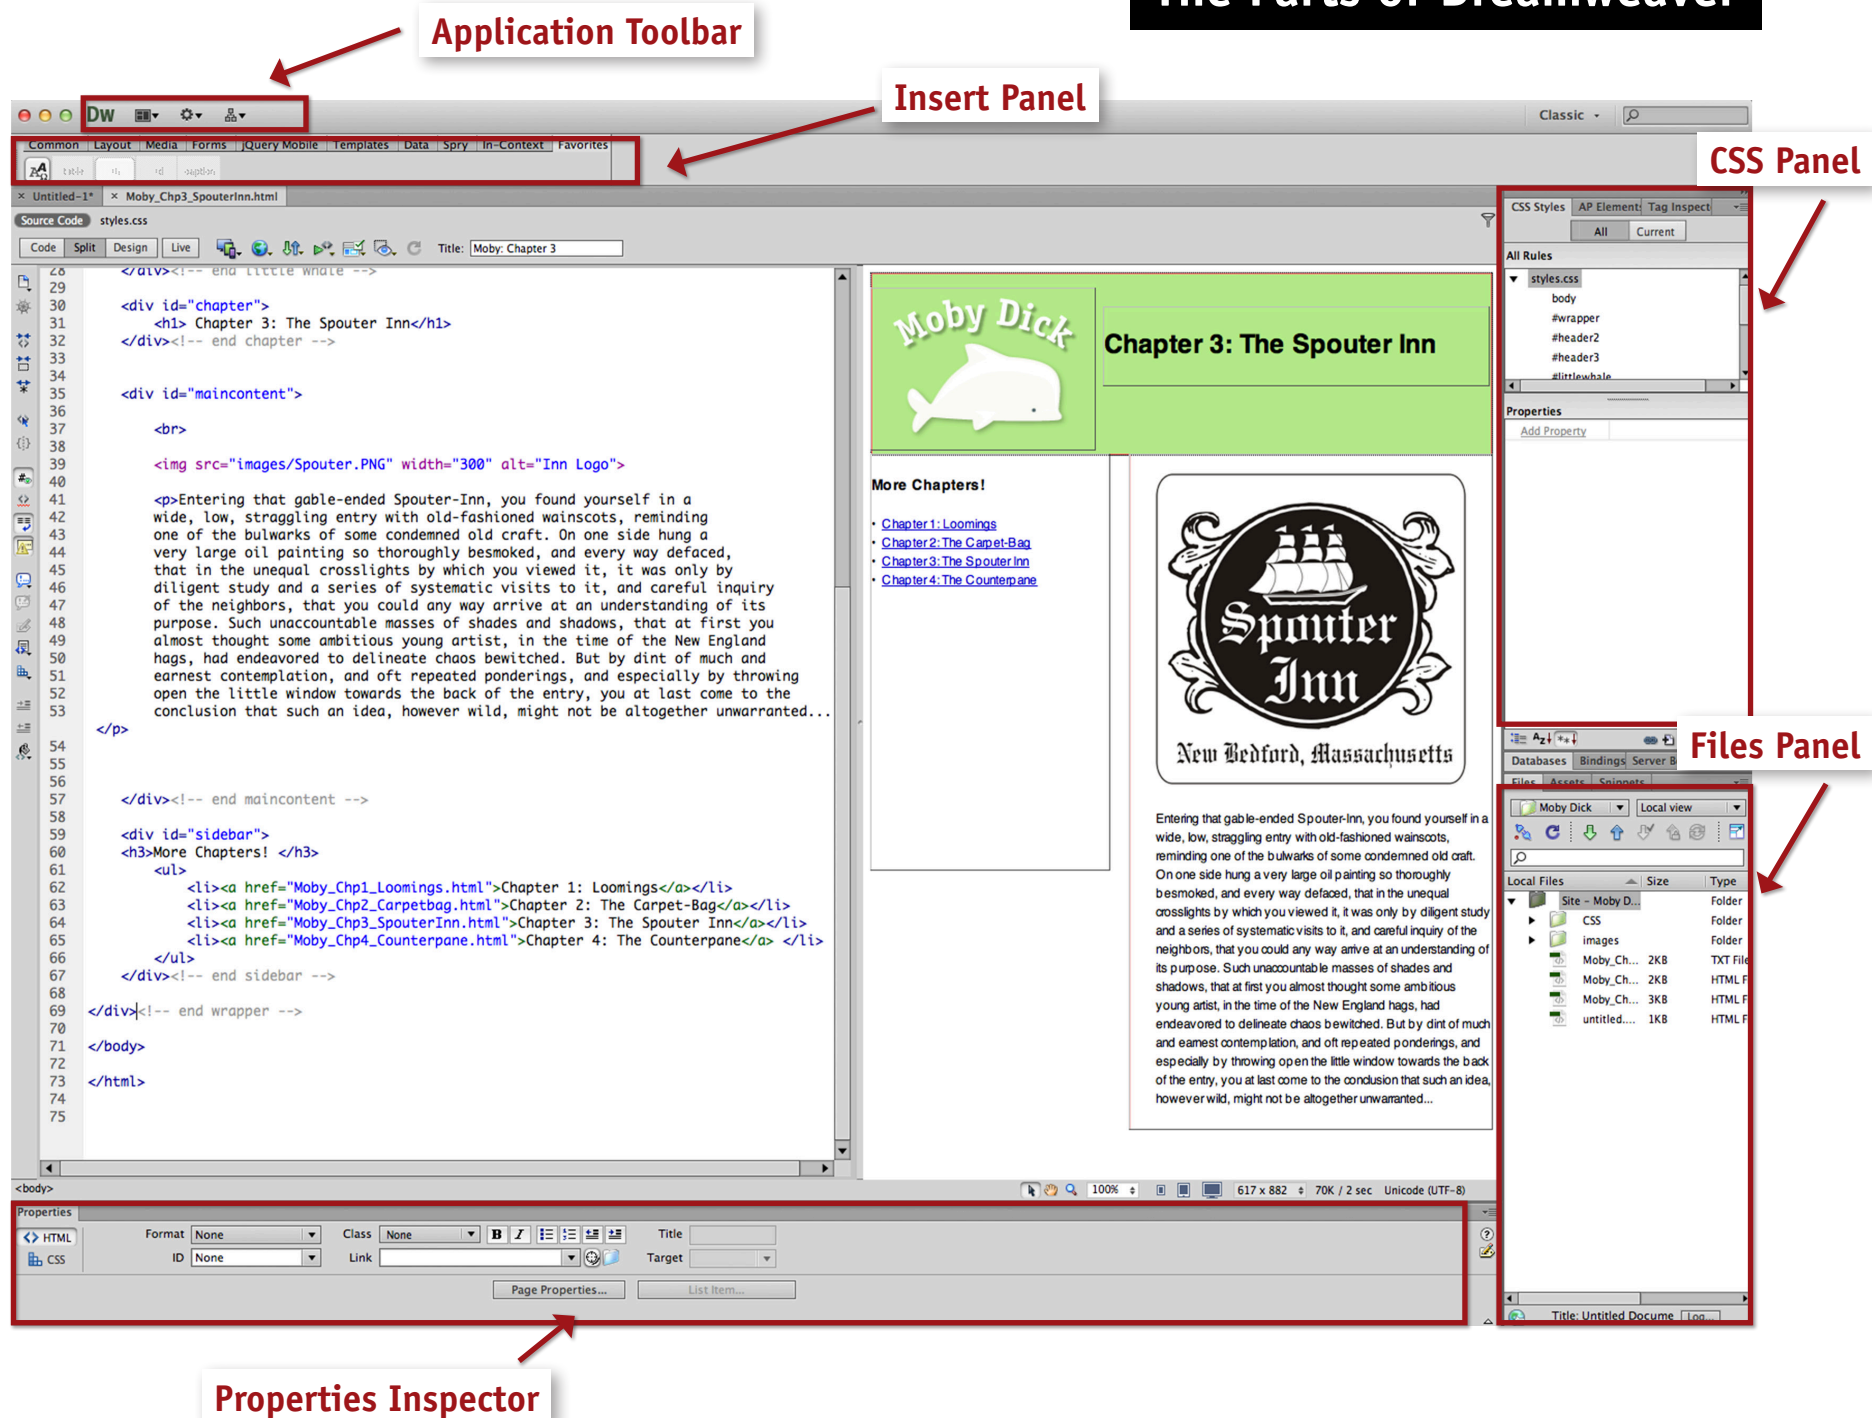 The Parts of Dreamweaver
Application Toolbar
Insert Panel
Dw
Classic
Common Layout Media Forms jQuery Mobile Templates Data Spry In-Context Favorites
CSS Panel
× Untitled-1* × Moby_Chp3_SpouterInn.html
Source Code styles.css
Code Split Design Live Title: Moby: Chapter 3
28 </div><!-- end little whale -->
29
30 <div id="chapter">
31 <h1> Chapter 3: The Spouter Inn</h1>
32 </div><!-- end chapter -->
33
34
35 <div id="maincontent">
36
37 <br>
38
39 <img src="images/Spouter.PNG" width="300" alt="Inn Logo">
40
41 <p>Entering that gable-ended Spouter-Inn, you found yourself in a
42 wide, low, straggling entry with old-fashioned wainscots, reminding
43 one of the bulwarks of some condemned old craft. On one side hung a
44 very large oil painting so thoroughly besmoked, and every way defaced,
45 that in the unequal crosslights by which you viewed it, it was only by
46 diligent study and a series of systematic visits to it, and careful inquiry
47 of the neighbors, that you could any way arrive at an understanding of its
48 purpose. Such unaccountable masses of shades and shadows, that at first you
49 almost thought some ambitious young artist, in the time of the New England
50 hags, had endeavored to delineate chaos bewitched. But by dint of much and
51 earnest contemplation, and oft repeated ponderings, and especially by throwing
52 open the little window towards the back of the entry, you at last come to the
53 conclusion that such an idea, however wild, might not be altogether unwarranted...
</p>
54
55
56
57 </div><!-- end maincontent -->
58
59 <div id="sidebar">
60 <h3>More Chapters! </h3>
61 <ul>
62 <li><a href="Moby_Chp1_Loomings.html">Chapter 1: Loomings</a></li>
63 <li><a href="Moby_Chp2_Carpetbag.html">Chapter 2: The Carpet-Bag</a></li>
64 <li><a href="Moby_Chp3_SpouterInn.html">Chapter 3: The Spouter Inn</a></li>
65 <li><a href="Moby_Chp4_Counterpane.html">Chapter 4: The Counterpane</a> </li>
66 </ul>
67 </div><!-- end sidebar -->
68
69 </div><!-- end wrapper -->
70
71 </body>
72
73 </html>
74
75
<body>
Moby Dick
Chapter 3: The Spouter Inn
More Chapters!
• Chapter 1: Loomings
• Chapter 2: The Carpet-Bag
• Chapter 3: The Spouter Inn
• Chapter 4: The Counterpane
Spouter
Inn
New Bedford, Massachusetts
Entering that gable-ended Spouter-Inn, you found yourself in a
wide, low, straggling entry with old-fashioned wainscots,
reminding one of the bulwarks of some condemned old craft.
On one side hung a very large oil painting so thoroughly
besmoked, and every way defaced, that in the unequal
crosslights by which you viewed it, it was only by diligent study
and a series of systematic visits to it, and careful inquiry of the
neighbors, that you could any way arrive at an understanding of
its purpose. Such unaccountable masses of shades and
shadows, that at first you almost thought some ambitious
young artist, in the time of the New England hags, had
endeavored to delineate chaos bewitched. But by dint of much
and earnest contemplation, and oft repeated ponderings, and
especially by throwing open the little window towards the back
of the entry, you at last come to the conclusion that such an idea,
however wild, might not be altogether unwarranted...
100% 617 x 882 70K / 2 sec Unicode (UTF-8)
CSS Styles AP Element: Tag Inspect
All Current
All Rules
styles.css
body
#wrapper
#header2
#header3
#littlewhale
Properties
Add Property
Files Panel
Databases Bindings Server B
Files Assets Snippets
Moby Dick Local view
Local Files Size Type
Site - Moby D... Folder
CSS Folder
images Folder
Moby_Ch... 2KB TXT File
Moby_Ch... 2KB HTML F
Moby_Ch... 3KB HTML F
untitled.... 1KB HTML F
Title: Untitled Docume Log...
Properties
HTML Format None Class None B I Title
CSS ID None Link Target
Page Properties... List Item...
Properties Inspector